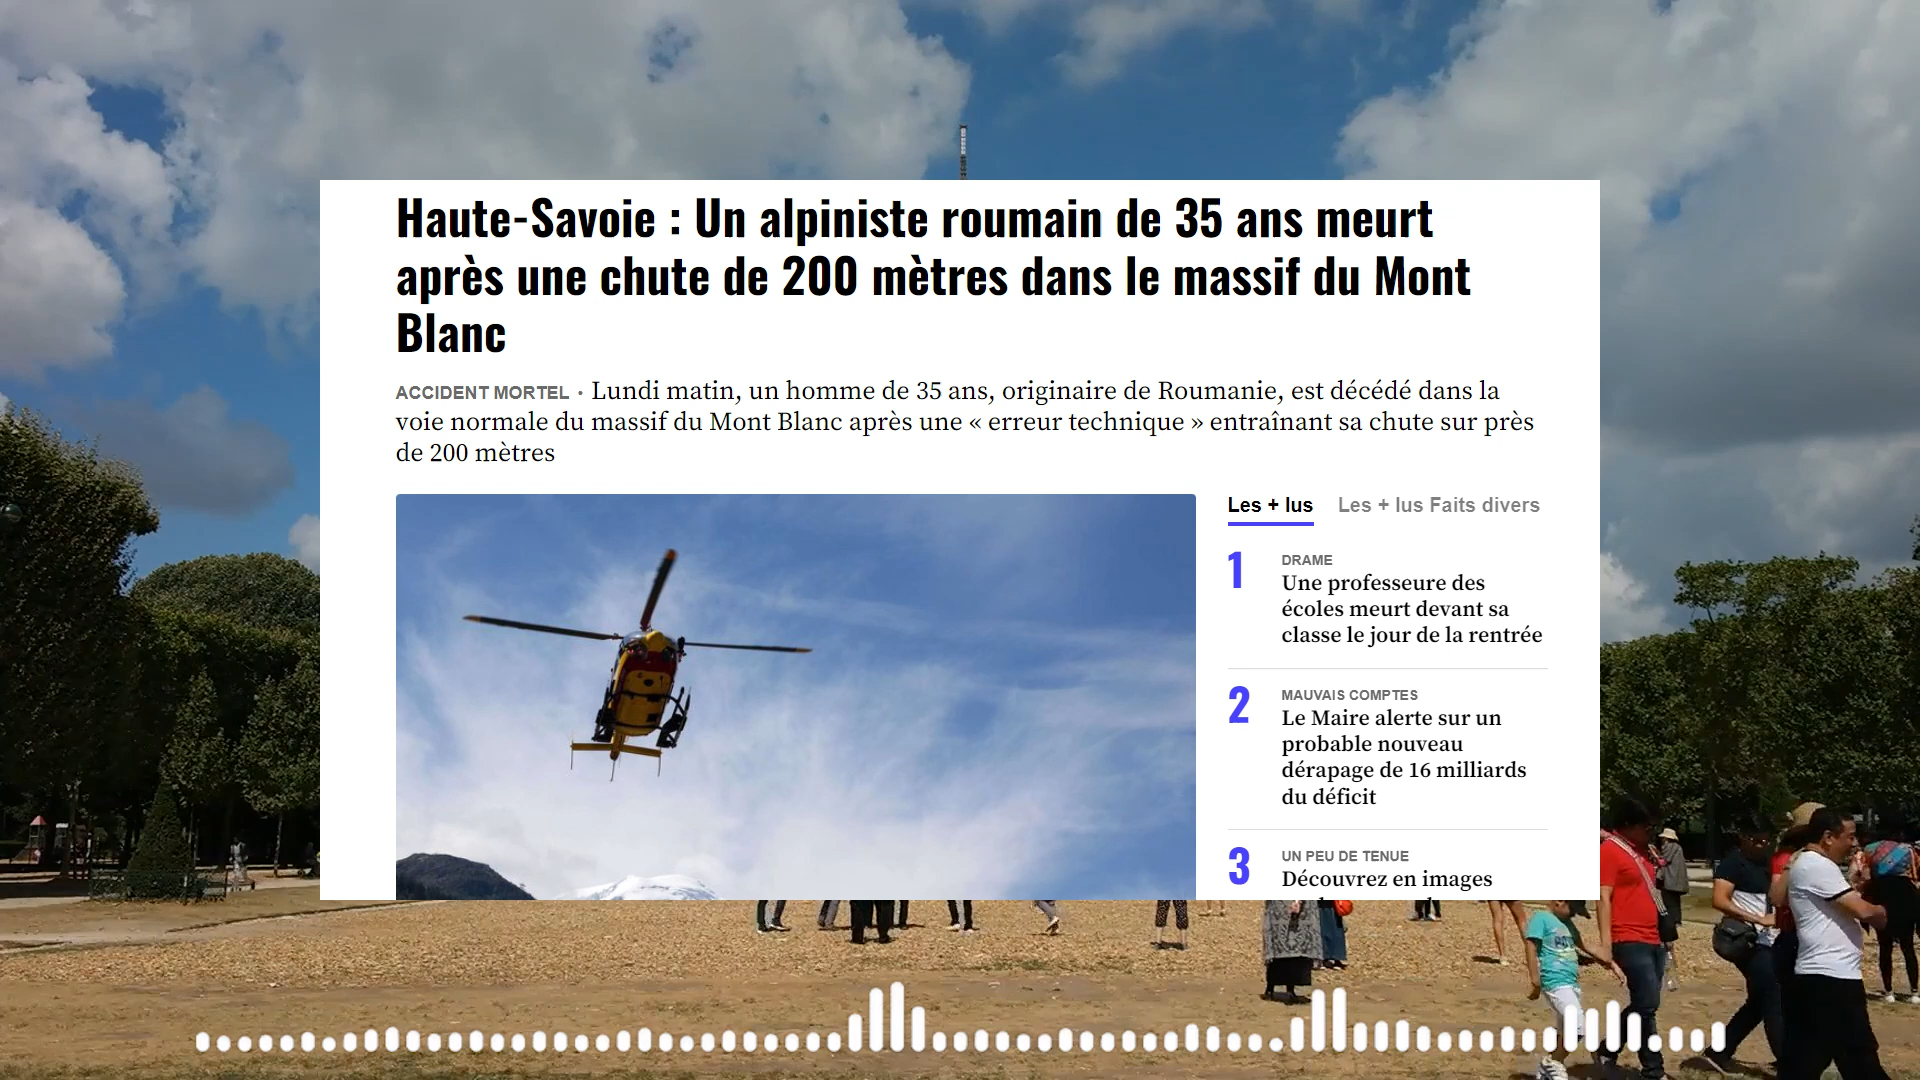 Haute-Savoie : Un alpiniste roumain de 35 ans meurt
après une chute de 200 mètres dans le massif du Mont
Blanc
ACCIDENT MORTEL • Lundi matin, un homme de 35 ans, originaire de Roumanie, est décédé dans la
voie normale du massif du Mont Blanc après une « erreur technique » entraînant sa chute sur près
de 200 mètres
Les + lus Les + lus Faits divers
1 DRAME
Une professeure des
écoles meurt devant sa
classe le jour de la rentrée
2 MAUVAIS COMPTES
Le Maire alerte sur un
probable nouveau
dérapage de 16 milliards
du déficit
3 UN PEU DE TENUE
Découvrez en images